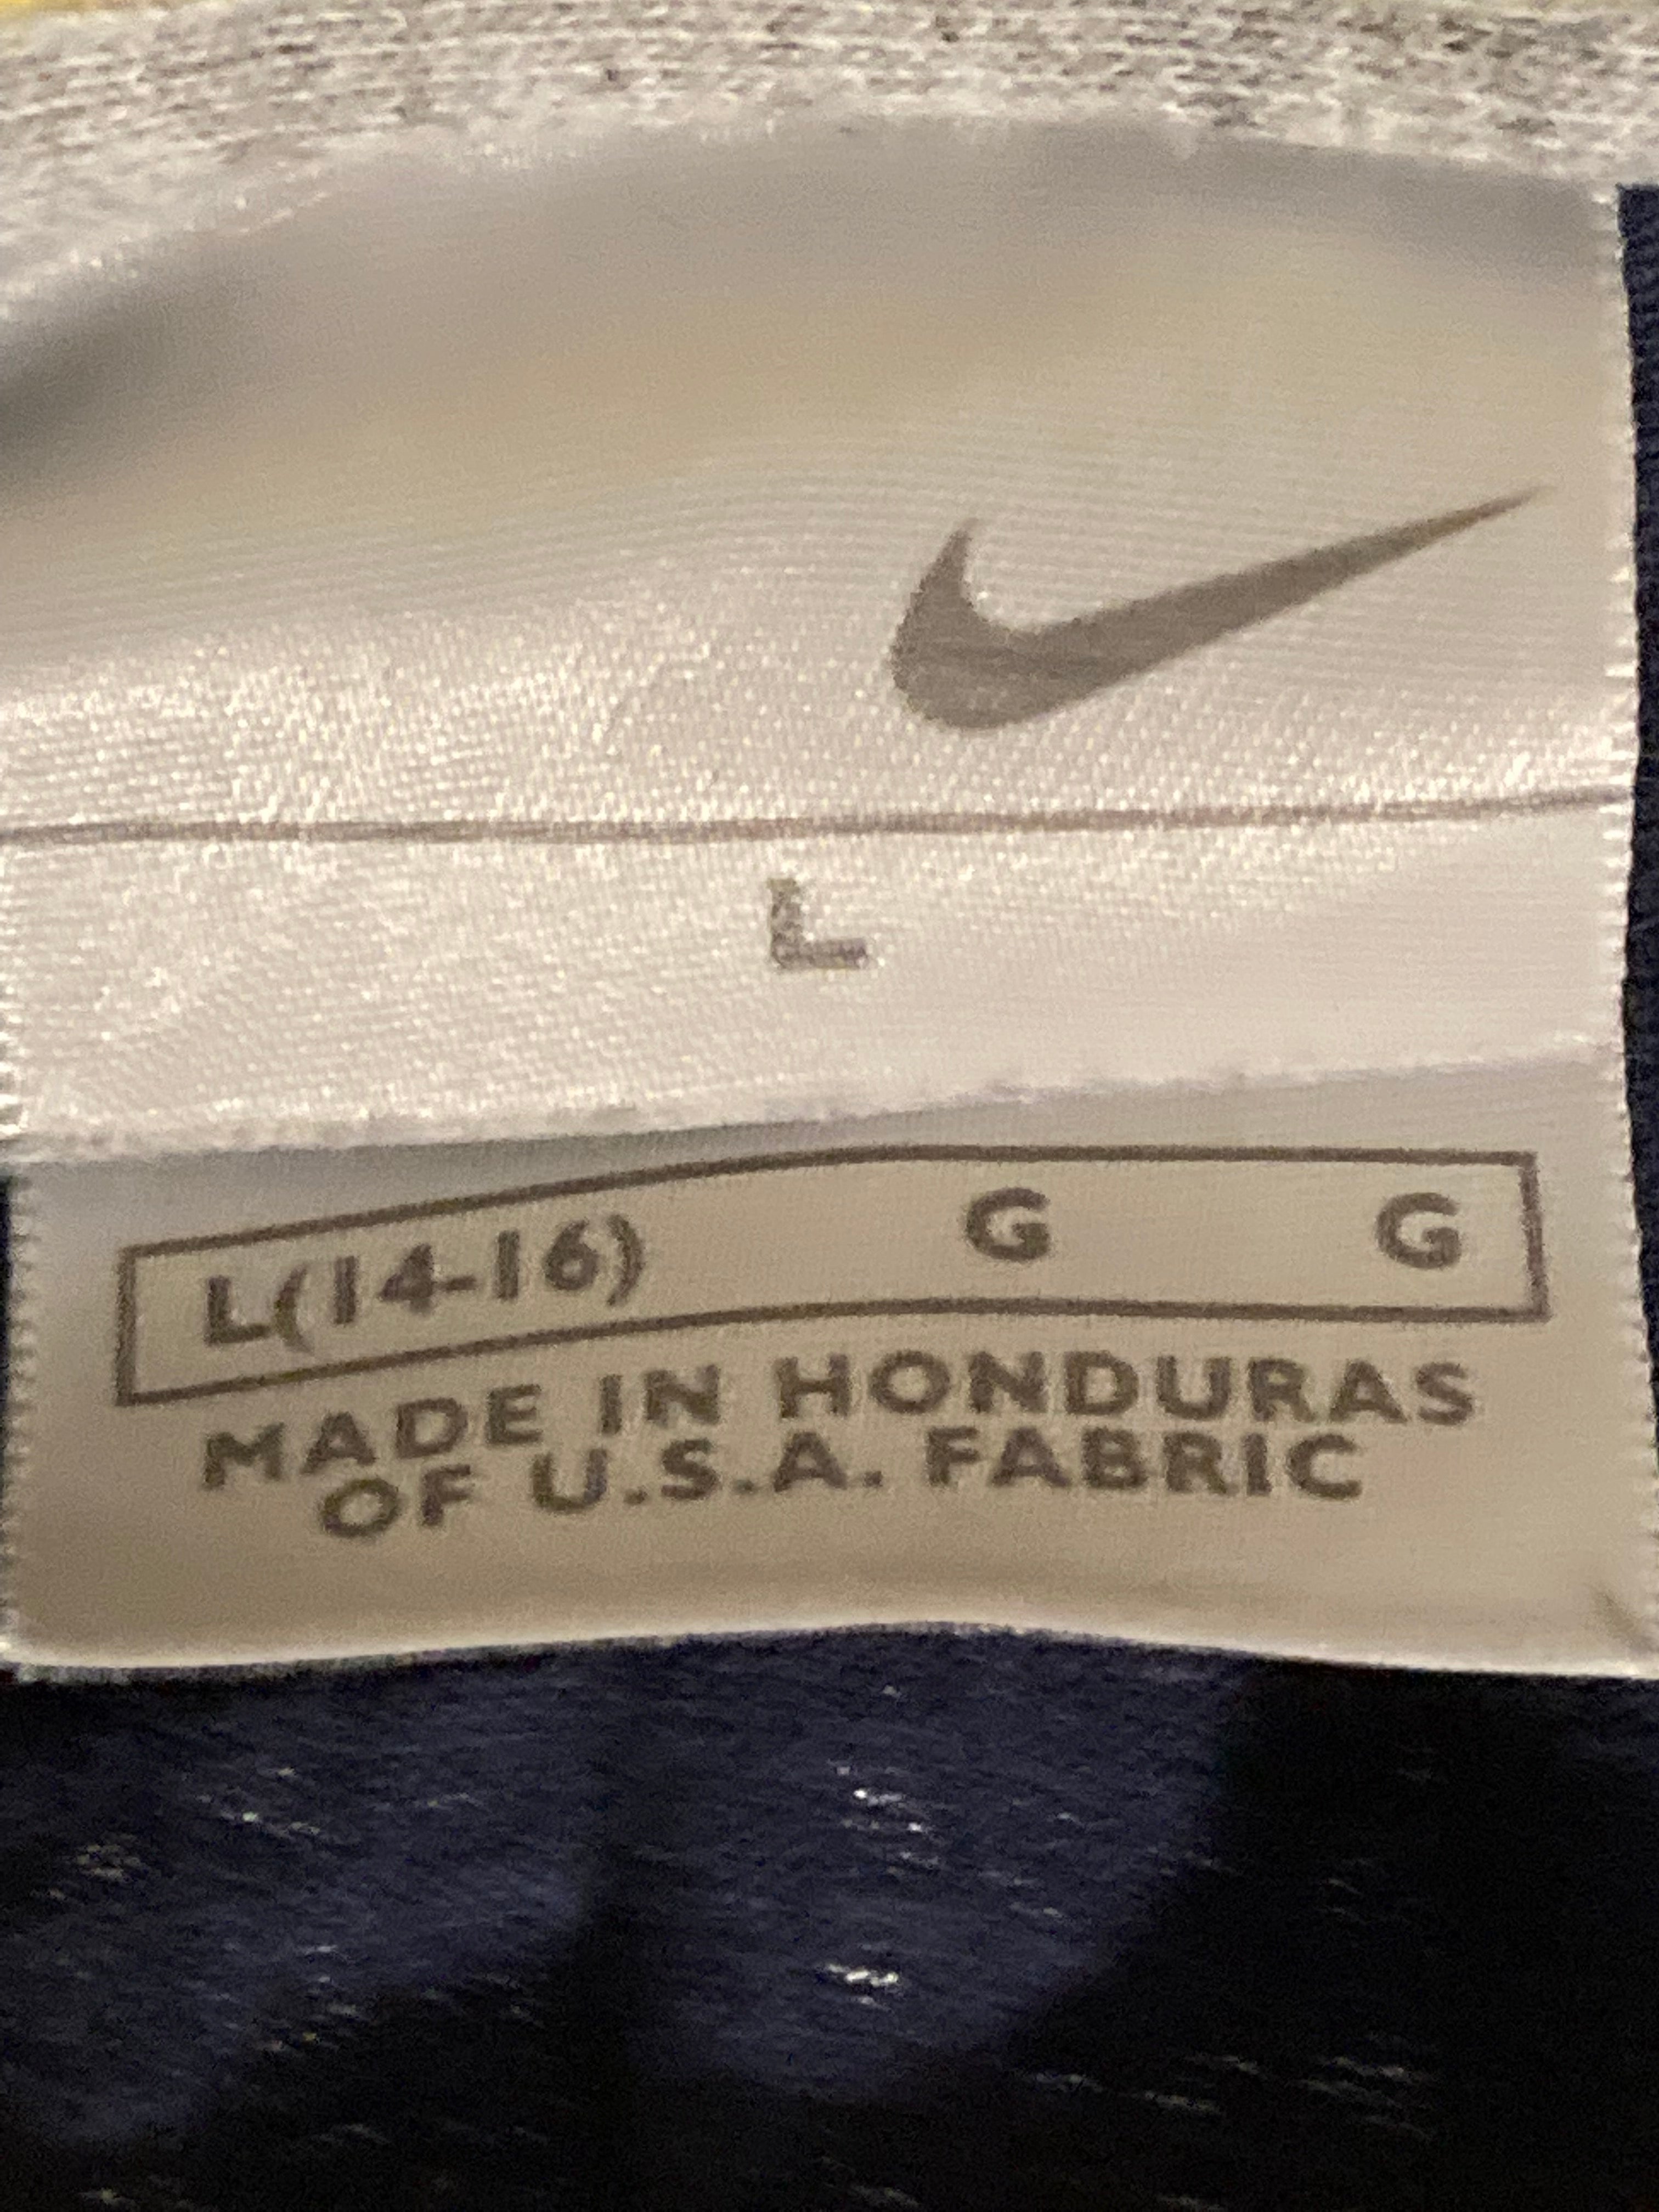 L
L(14-16) G G
MADE IN HONDURAS
OF U.S.A. FABRIC